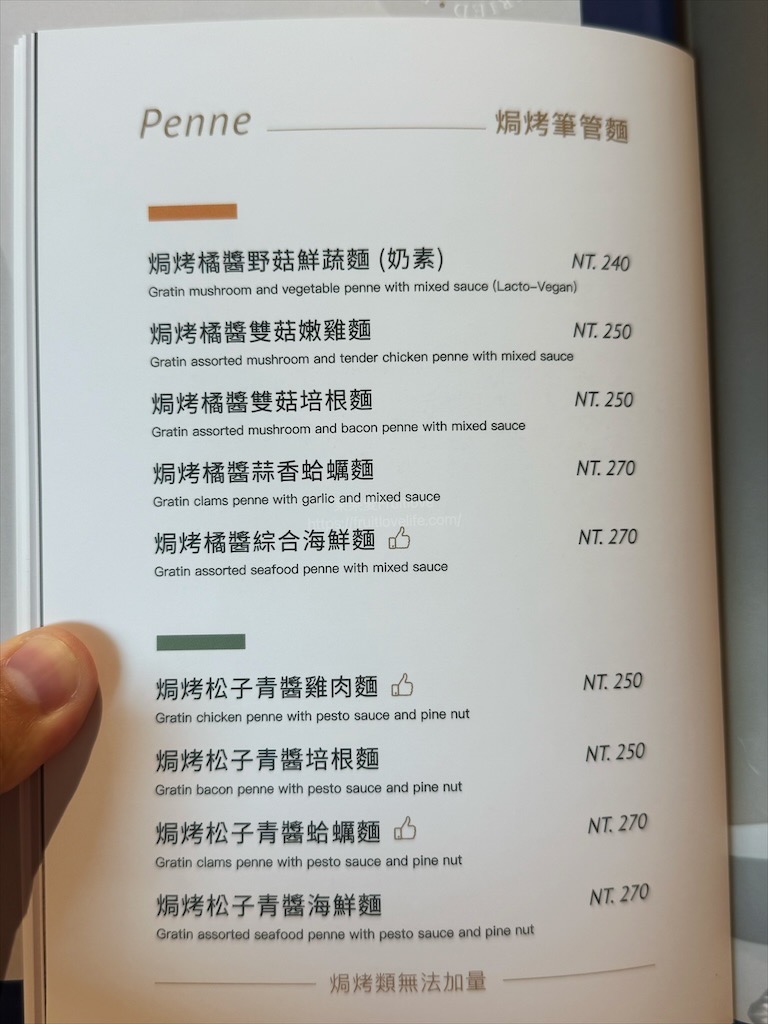 Penne 焗烤筆管麵
焗烤橘醬野菇鮮蔬麵 (奶素) NT. 240
Gratin mushroom and vegetable penne with mixed sauce (Lacto-Vegan)
焗烤橘醬雙菇嫩雞麵 NT. 250
Gratin assorted mushroom and tender chicken penne with mixed sauce
焗烤橘醬雙菇培根麵 NT. 250
Gratin assorted mushroom and bacon penne with mixed sauce
焗烤橘醬蒜香蛤蠣麵 NT. 270
Gratin clams penne with garlic and mixed sauce
https://fruitlovelife.com/
焗烤橘醬綜合海鮮麵 NT. 270
Gratin assorted seafood penne with mixed sauce
焗烤松子青醬雞肉麵 NT. 250
Gratin chicken penne with pesto sauce and pine nut
焗烤松子青醬培根麵 NT. 250
Gratin bacon penne with pesto sauce and pine nut
焗烤松子青醬蛤蠣麵 NT. 270
Gratin clams penne with pesto sauce and pine nut
焗烤松子青醬海鮮麵 NT. 270
Gratin assorted seafood penne with pesto sauce and pine nut
焗烤類無法加量